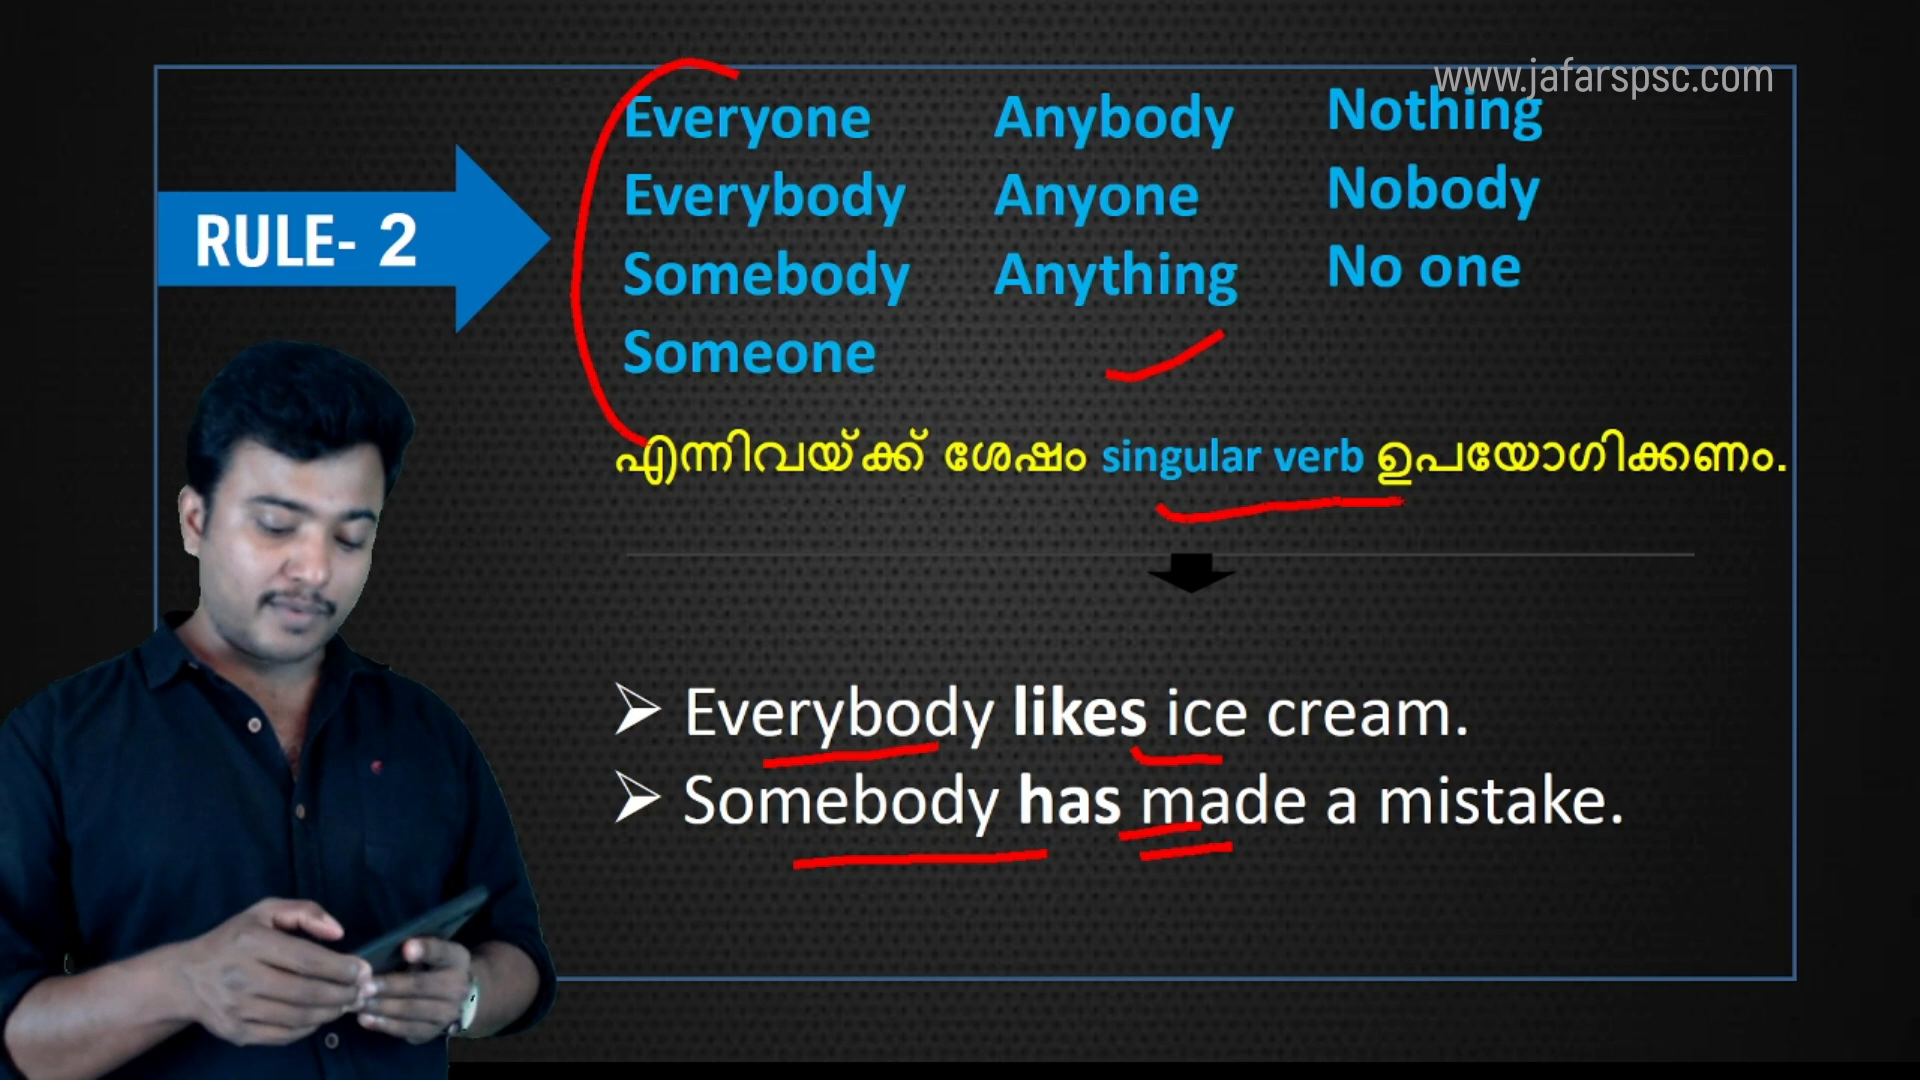 www.jafarspsc.com
RULE- 2
Everyone Anybody Nothing
Everybody Anyone Nobody
Somebody Anything No one
Someone
എന്നിവയ്ക്ക് ശേഷം singular verb ഉപയോഗിക്കണം.
➢ Everybody likes ice cream.
➢ Somebody has made a mistake.